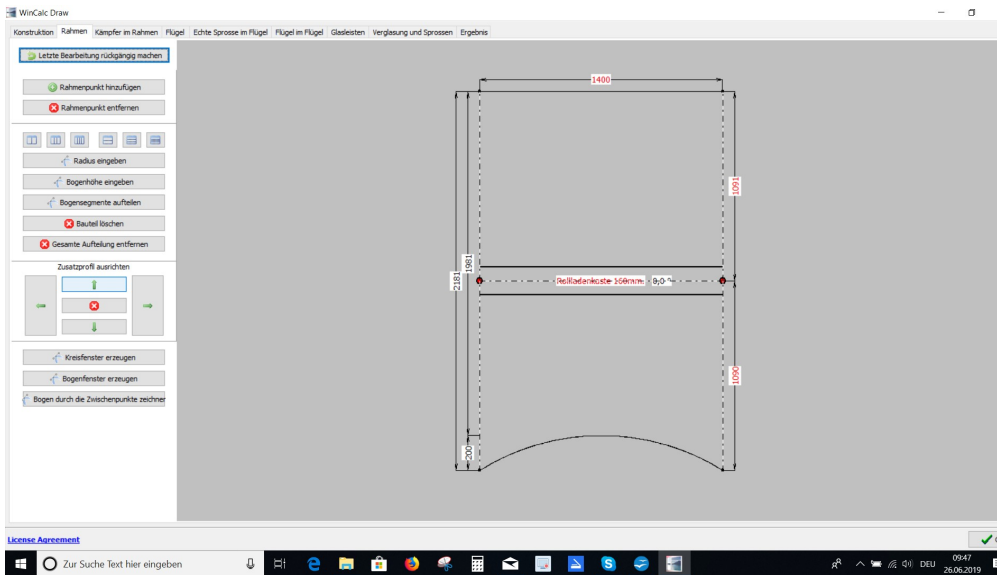 WinCalc Draw
Konstruktion Rahmen Kämpfer im Rahmen Flügel Echte Sprosse im Flügel Flügel im Flügel Glasleisten Verglasung und Sprossen Ergebnis
Letzte Bearbeitung rückgängig machen
Rahmenpunkt hinzufügen
Rahmenpunkt entfernen
Radius eingeben
Bogenhöhe eingeben
Bogensegmente aufteilen
Bauteil löschen
Gesamte Aufteilung entfernen
Zusatzprofil ausrichten
Kreisfenster erzeugen
Bogenfenster erzeugen
Bogen durch die Zwischenpunkte zeichner
1400
1091
1981
2181
Rollladenkaste 160mm 0,0 °
1090
200
License Agreement
Zur Suche Text hier eingeben
DEU
09:47
26.06.2019